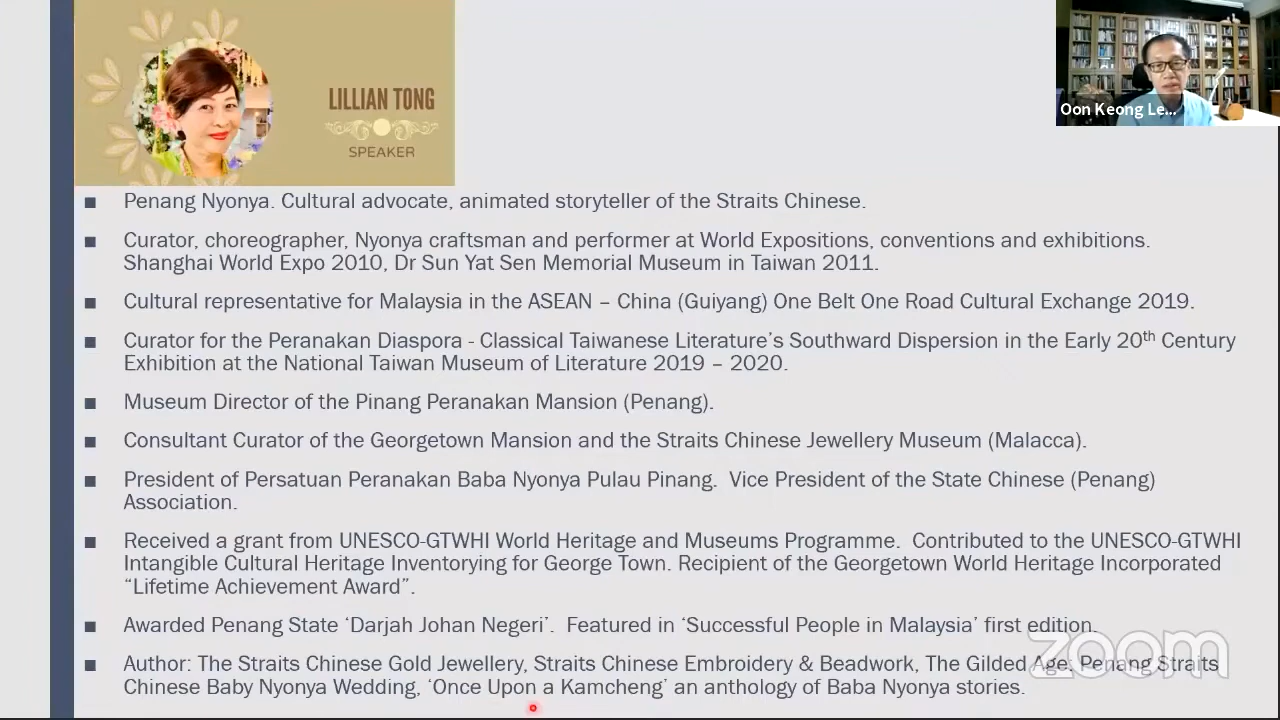 LILLIAN TONG
SPEAKER
Oon Keong Le...
■ Penang Nyonya. Cultural advocate, animated storyteller of the Straits Chinese.
■ Curator, choreographer, Nyonya craftsman and performer at World Expositions, conventions and exhibitions.
Shanghai World Expo 2010, Dr Sun Yat Sen Memorial Museum in Taiwan 2011.
■ Cultural representative for Malaysia in the ASEAN – China (Guiyang) One Belt One Road Cultural Exchange 2019.
■ Curator for the Peranakan Diaspora - Classical Taiwanese Literature's Southward Dispersion in the Early 20th Century
Exhibition at the National Taiwan Museum of Literature 2019 – 2020.
■ Museum Director of the Pinang Peranakan Mansion (Penang).
■ Consultant Curator of the Georgetown Mansion and the Straits Chinese Jewellery Museum (Malacca).
■ President of Persatuan Peranakan Baba Nyonya Pulau Pinang. Vice President of the State Chinese (Penang)
Association.
■ Received a grant from UNESCO-GTWHI World Heritage and Museums Programme. Contributed to the UNESCO-GTWHI
Intangible Cultural Heritage Inventorying for George Town. Recipient of the Georgetown World Heritage Incorporated
“Lifetime Achievement Award”.
■ Awarded Penang State ‘Darjah Johan Negeri’. Featured in ‘Successful People in Malaysia’ first edition.
■ Author: The Straits Chinese Gold Jewellery, Straits Chinese Embroidery & Beadwork, The Gilded Age: Penang Straits
Chinese Baby Nyonya Wedding, ‘Once Upon a Kamcheng’ an anthology of Baba Nyonya stories.
zoom